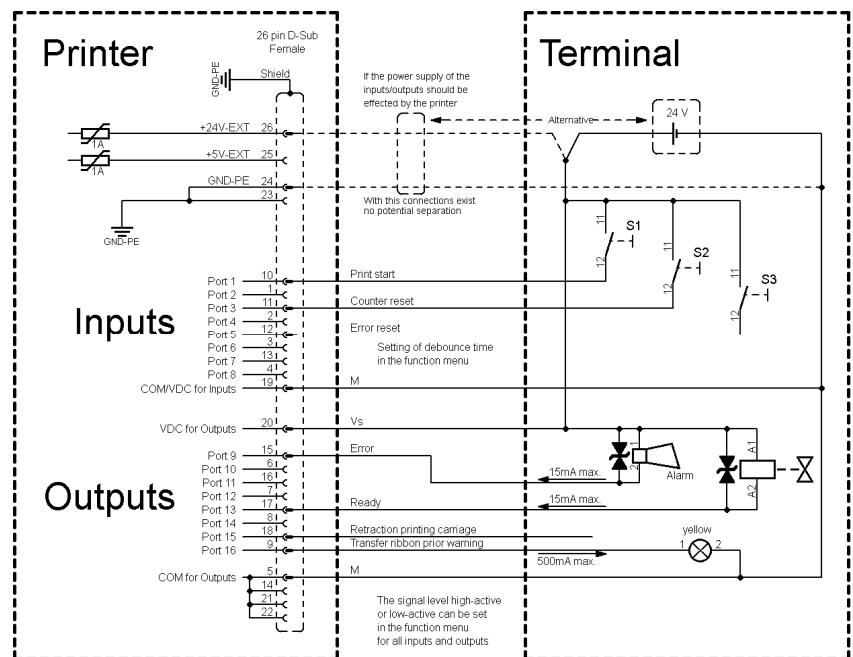 Printer
26 pin D-Sub
Female
Terminal
GND-PE
Shield
If the power supply of the
inputs/outputs should be
effected by the printer
Alternative
24 V
+24V-EXT 26
1A
+5V-EXT 25
1A
GND-PE 24
23
GND-PE
With this connections exist
no potential separation
11
S1
12
11
S2
12
11
S3
12
Inputs
Port 1 10 Print start
Port 2 1
Port 3 11 Counter reset
Port 4 2
Port 5 12 Error reset
Port 6 3
Port 7 13
Port 8 4
COM/VDC for Inputs 19 M
Setting of debounce time
in the function menu
VDC for Outputs 20 Vs
Outputs
Port 9 15 Error
Port 10 6
Port 11 16
Port 12 7
Port 13 17 Ready
Port 14 8
Port 15 18 Retraction printing carriage
Port 16 9 Transfer ribbon prior warning
COM for Outputs 5 M
14
21
22
15mA max.
1
2
Alarm
A1
A2
15mA max.
yellow
1 2
500mA max.
The signal level high-active
or low-active can be set
in the function menu
for all inputs and outputs